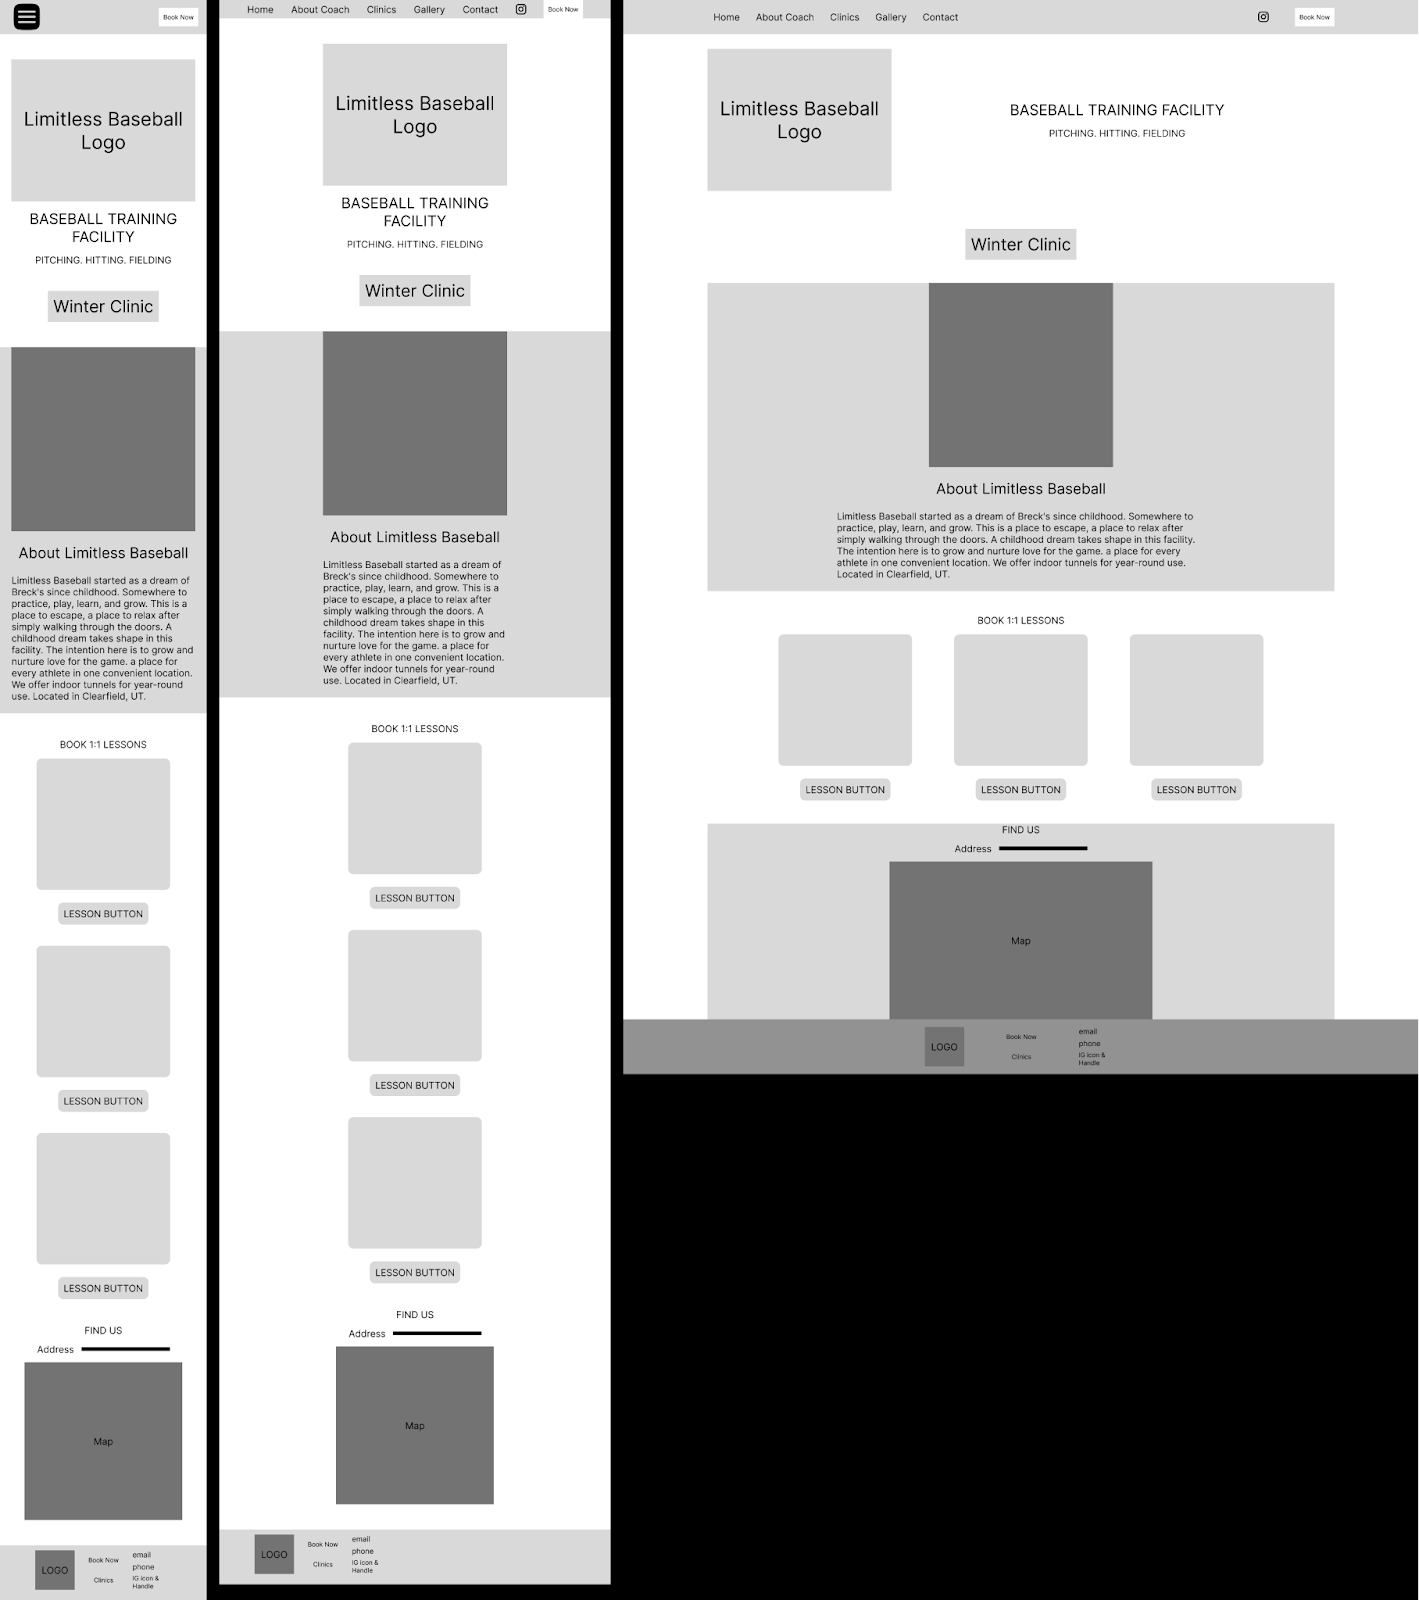 Book Now
Limitless Baseball
Logo
BASEBALL TRAINING
FACILITY
PITCHING. HITTING. FIELDING
Winter Clinic
About Limitless Baseball
Limitless Baseball started as a dream of
Breck's since childhood. Somewhere to
practice, play, learn, and grow. This is a
place to escape, a place to relax after
simply walking through the doors. A
childhood dream takes shape in this
facility. The intention here is to grow and
nurture love for the game. a place for
every athlete in one convenient location.
We offer indoor tunnels for year-round
use. Located in Clearfield, UT.
BOOK 1:1 LESSONS
LESSON BUTTON
LESSON BUTTON
LESSON BUTTON
FIND US
Address
Map
LOGO
Book Now
Clinics
email
phone
IG icon &
Handle
Home About Coach Clinics Gallery Contact Book Now
Limitless Baseball
Logo
BASEBALL TRAINING
FACILITY
PITCHING. HITTING. FIELDING
Winter Clinic
About Limitless Baseball
Limitless Baseball started as a dream of
Breck's since childhood. Somewhere to
practice, play, learn, and grow. This is a
place to escape, a place to relax after
simply walking through the doors. A
childhood dream takes shape in this
facility. The intention here is to grow and
nurture love for the game. a place for
every athlete in one convenient location.
We offer indoor tunnels for year-round
use. Located in Clearfield, UT.
BOOK 1:1 LESSONS
LESSON BUTTON
LESSON BUTTON
LESSON BUTTON
FIND US
Address
Map
LOGO
Book Now
Clinics
email
phone
IG icon &
Handle
Home About Coach Clinics Gallery Contact Book Now
Limitless Baseball
Logo
BASEBALL TRAINING FACILITY
PITCHING. HITTING. FIELDING
Winter Clinic
About Limitless Baseball
Limitless Baseball started as a dream of Breck's since childhood. Somewhere to
practice, play, learn, and grow. This is a place to escape, a place to relax after
simply walking through the doors. A childhood dream takes shape in this facility.
The intention here is to grow and nurture love for the game. a place for every
athlete in one convenient location. We offer indoor tunnels for year-round use.
Located in Clearfield, UT.
BOOK 1:1 LESSONS
LESSON BUTTON LESSON BUTTON LESSON BUTTON
FIND US
Address
Map
LOGO
Book Now
Clinics
email
phone
IG icon &
Handle